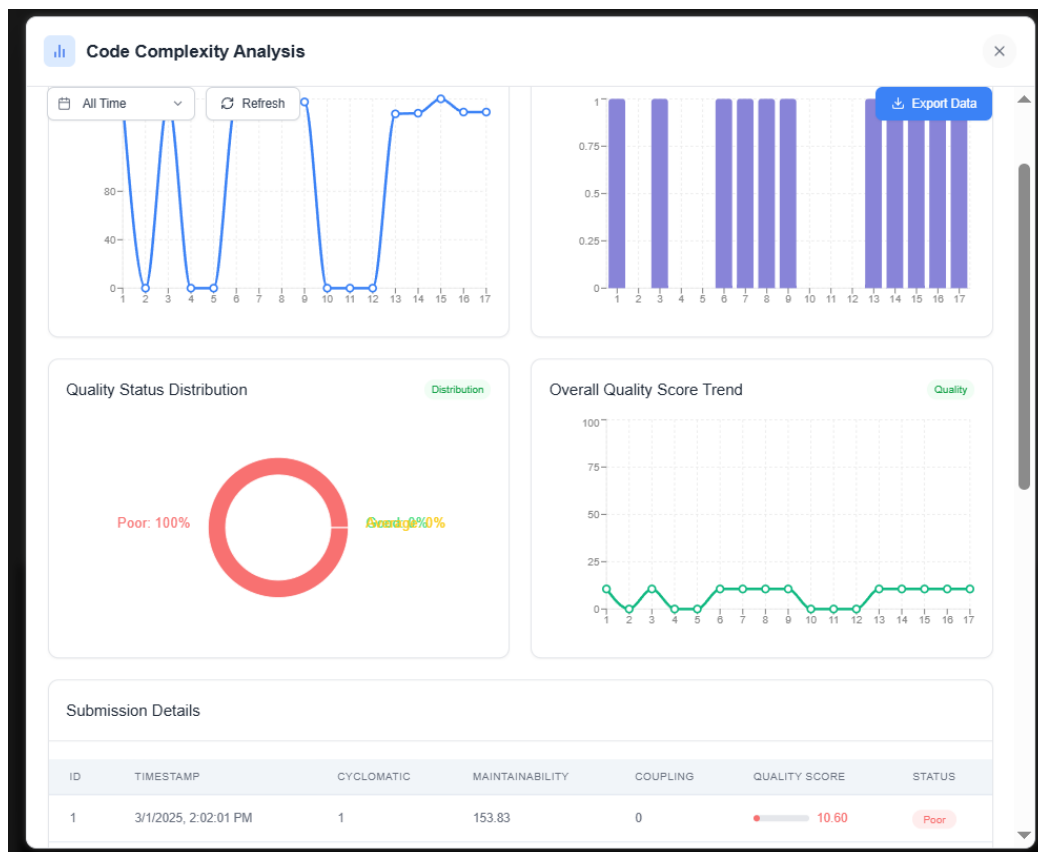 Code Complexity Analysis
All Time
Refresh
Export Data
80
40
0
1 2 3 4 5 6 7 8 9 10 11 12 13 14 15 16 17
1
0.75
0.5
0.25
0
1 2 3 4 5 6 7 8 9 10 11 12 13 14 15 16 17
Quality Status Distribution
Distribution
Poor: 100%
Overall Quality Score Trend
Quality
100
75
50
25
0
1 2 3 4 5 6 7 8 9 10 11 12 13 14 15 16 17
Submission Details
ID TIMESTAMP CYCLOMATIC MAINTAINABILITY COUPLING QUALITY SCORE STATUS
1 3/1/2025, 2:02:01 PM 1 153.83 0 10.60 Poor